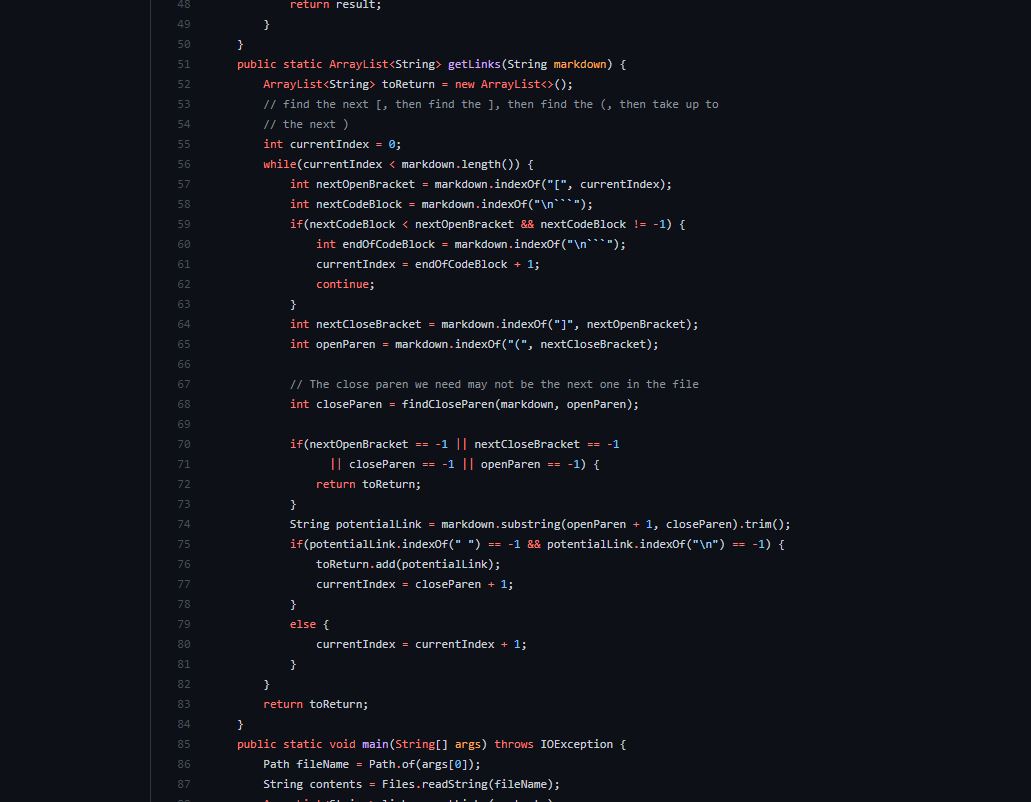 48 return result;
49 }
50 }
51 public static ArrayList<String> getLinks(String markdown) {
52 ArrayList<String> toReturn = new ArrayList<>();
53 // find the next [, then find the ], then find the (, then take up to
54 // the next )
55 int currentIndex = 0;
56 while(currentIndex < markdown.length()) {
57 int nextOpenBracket = markdown.indexOf("[", currentIndex);
58 int nextCodeBlock = markdown.indexOf("\n```");
59 if(nextCodeBlock < nextOpenBracket && nextCodeBlock != -1) {
60 int endOfCodeBlock = markdown.indexOf("\n```");
61 currentIndex = endOfCodeBlock + 1;
62 continue;
63 }
64 int nextCloseBracket = markdown.indexOf("]", nextOpenBracket);
65 int openParen = markdown.indexOf("(", nextCloseBracket);
66
67 // The close paren we need may not be the next one in the file
68 int closeParen = findCloseParen(markdown, openParen);
69
70 if(nextOpenBracket == -1 || nextCloseBracket == -1
71 || closeParen == -1 || openParen == -1) {
72 return toReturn;
73 }
74 String potentialLink = markdown.substring(openParen + 1, closeParen).trim();
75 if(potentialLink.indexOf(" ") == -1 && potentialLink.indexOf("\n") == -1) {
76 toReturn.add(potentialLink);
77 currentIndex = closeParen + 1;
78 }
79 else {
80 currentIndex = currentIndex + 1;
81 }
82 }
83 return toReturn;
84 }
85 public static void main(String[] args) throws IOException {
86 Path fileName = Path.of(args[0]);
87 String contents = Files.readString(fileName);